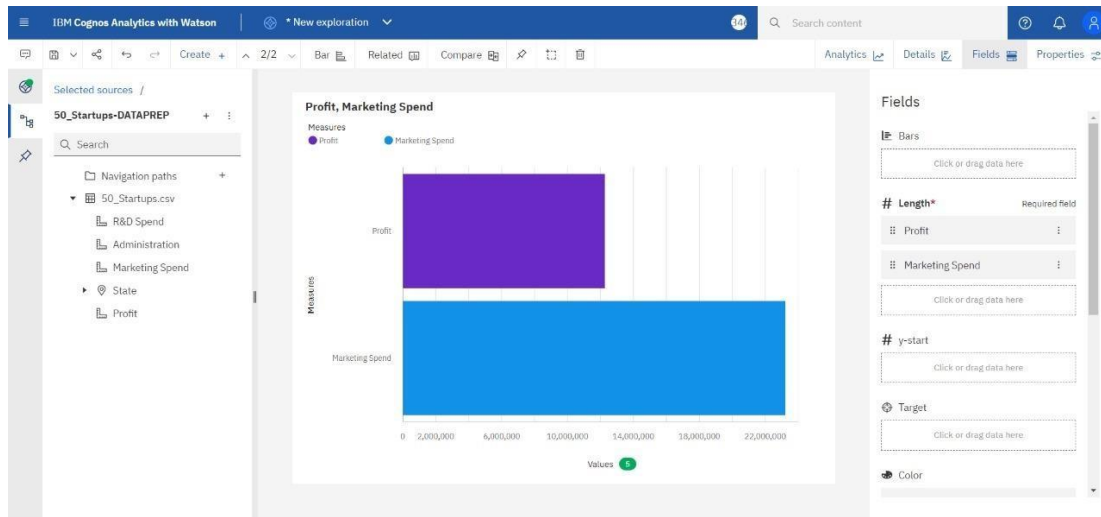 IBM Cognos Analytics with Watson
* New exploration
Search content
Create +
2/2
Bar
Related
Compare
Analytics
Details
Fields
Properties
Selected sources /
50_Startups-DATAPREP
Search
Navigation paths
50_Startups.csv
R&D Spend
Administration
Marketing Spend
State
Profit
Profit, Marketing Spend
Measures
Profit
Marketing Spend
Measures
Profit
Marketing Spend
0 2,000,000 6,000,000 10,000,000 14,000,000 18,000,000 22,000,000
Values 5
Fields
Bars
Click or drag data here
# Length* Required field
Profit
Marketing Spend
Click or drag data here
# y-start
Click or drag data here
Target
Click or drag data here
Color